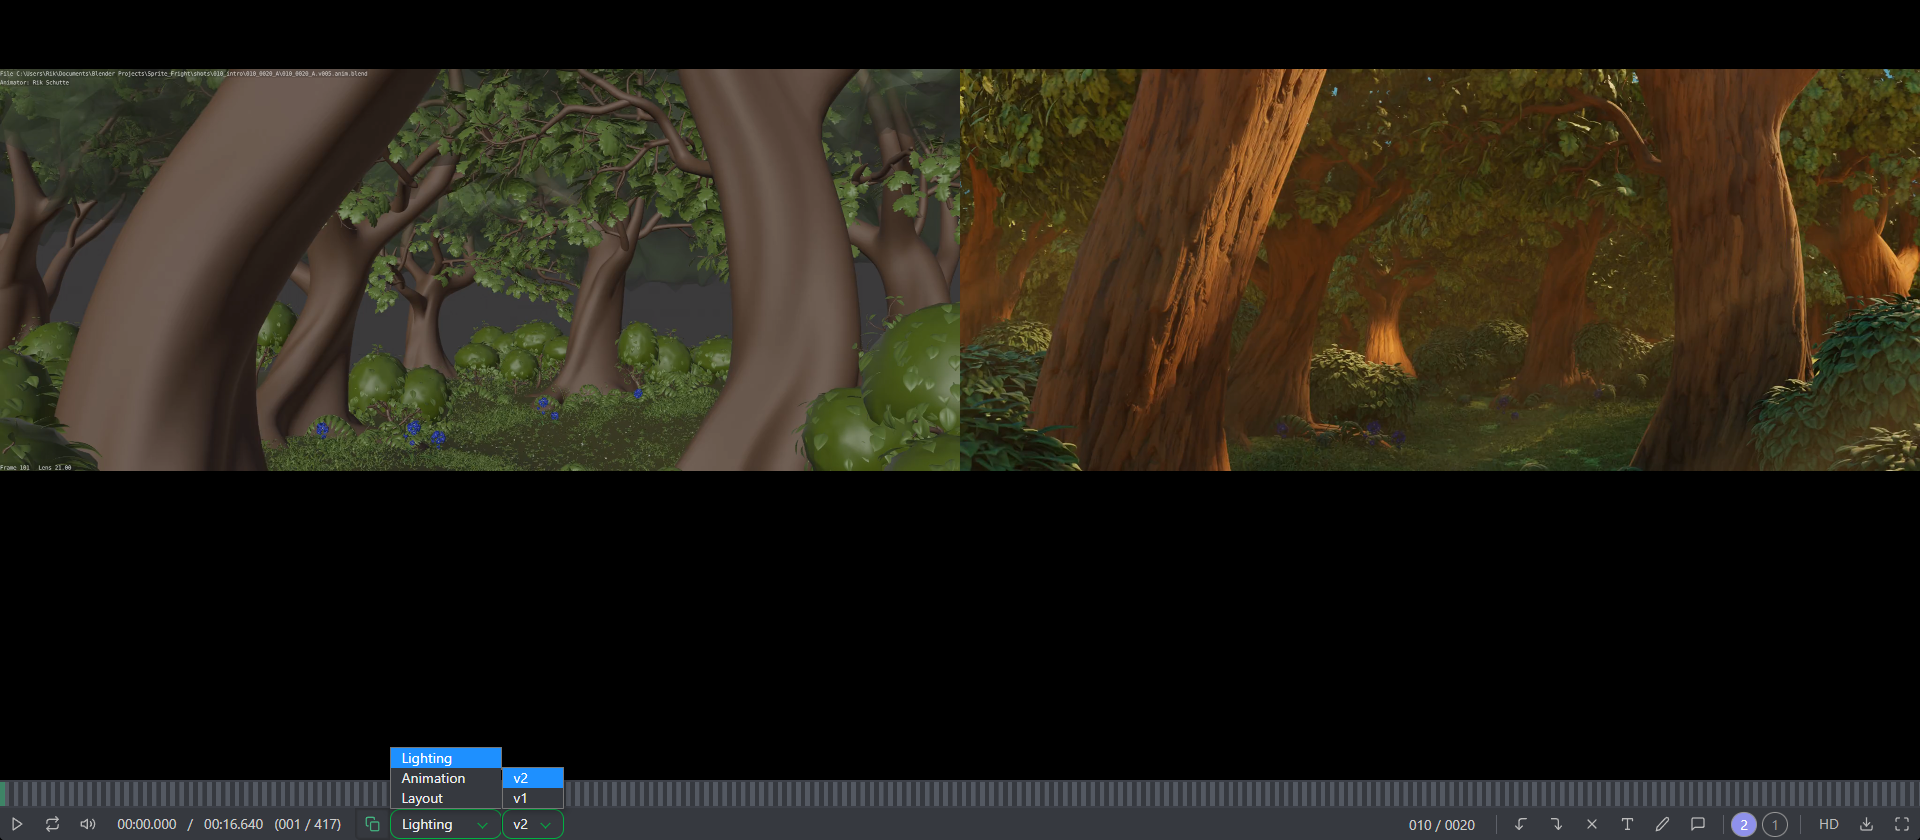 File C:\Users\Rik\Documents\Blender Projects\Sprite_Fright\shots\010_intro\010_0020_A\010_0020_A.v005.anim.blend
Animator: Rik Schutte
Frame 101 Lens 21.00
Lighting
Animation
Layout
v2
v1
00:00.000 / 00:16.640 (001 / 417) Lighting v2 010 / 0020 2 1 HD